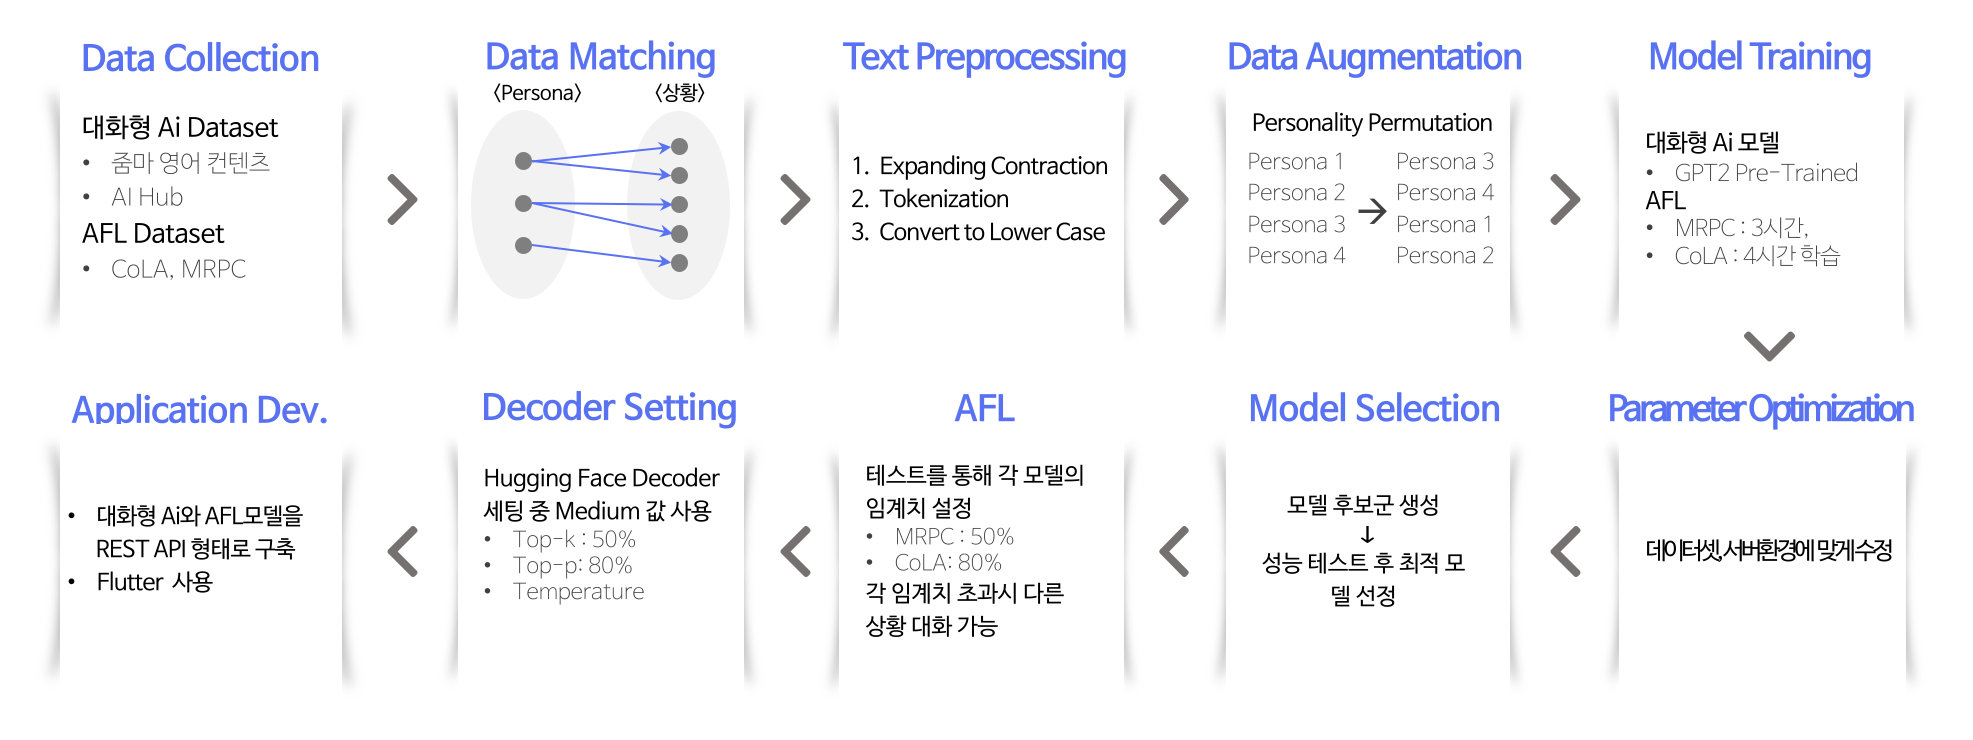 Data Collection
대화형 Ai Dataset
• 줌마 영어 컨텐츠
• AI Hub
AFL Dataset
• CoLA, MRPC
Data Matching
〈Persona〉
〈상황〉
Text Preprocessing
1. Expanding Contraction
2. Tokenization
3. Convert to Lower Case
Data Augmentation
Personality Permutation
Persona 1
Persona 2
Persona 3
Persona 4
→
Persona 3
Persona 4
Persona 1
Persona 2
Model Training
대화형 Ai 모델
• GPT2 Pre-Trained
AFL
• MRPC : 3시간,
• CoLA : 4시간 학습
Parameter Optimization
데이터셋, 서버환경에 맞게 수정
Model Selection
모델 후보군 생성
↓
성능 테스트 후 최적 모
델 선정
AFL
테스트를 통해 각 모델의
임계치 설정
• MRPC : 50%
• CoLA: 80%
각 임계치 초과시 다른
상황 대화 가능
Decoder Setting
Hugging Face Decoder
세팅 중 Medium 값 사용
• Top-k : 50%
• Top-p: 80%
• Temperature
Application Dev.
• 대화형 Ai와 AFL모델을
REST API 형태로 구축
• Flutter 사용